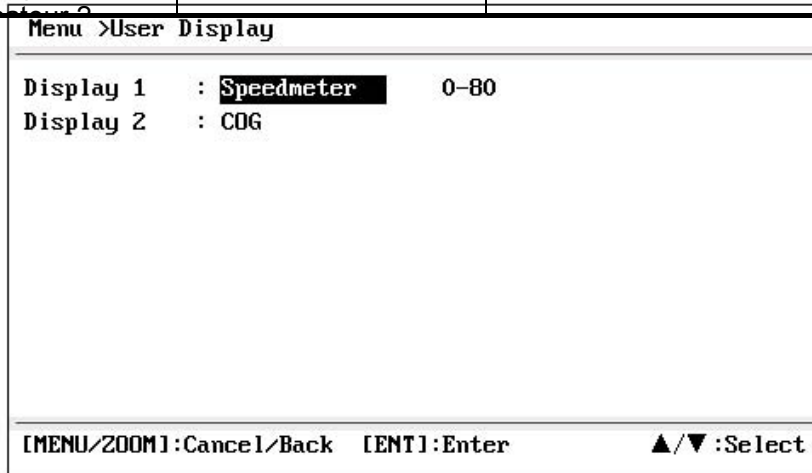 Menu >User Display
Display 1 : Speedmeter 0-80
Display 2 : COG
[MENU/ZOOM]:Cancel/Back [ENT]:Enter ▲/▼:Select